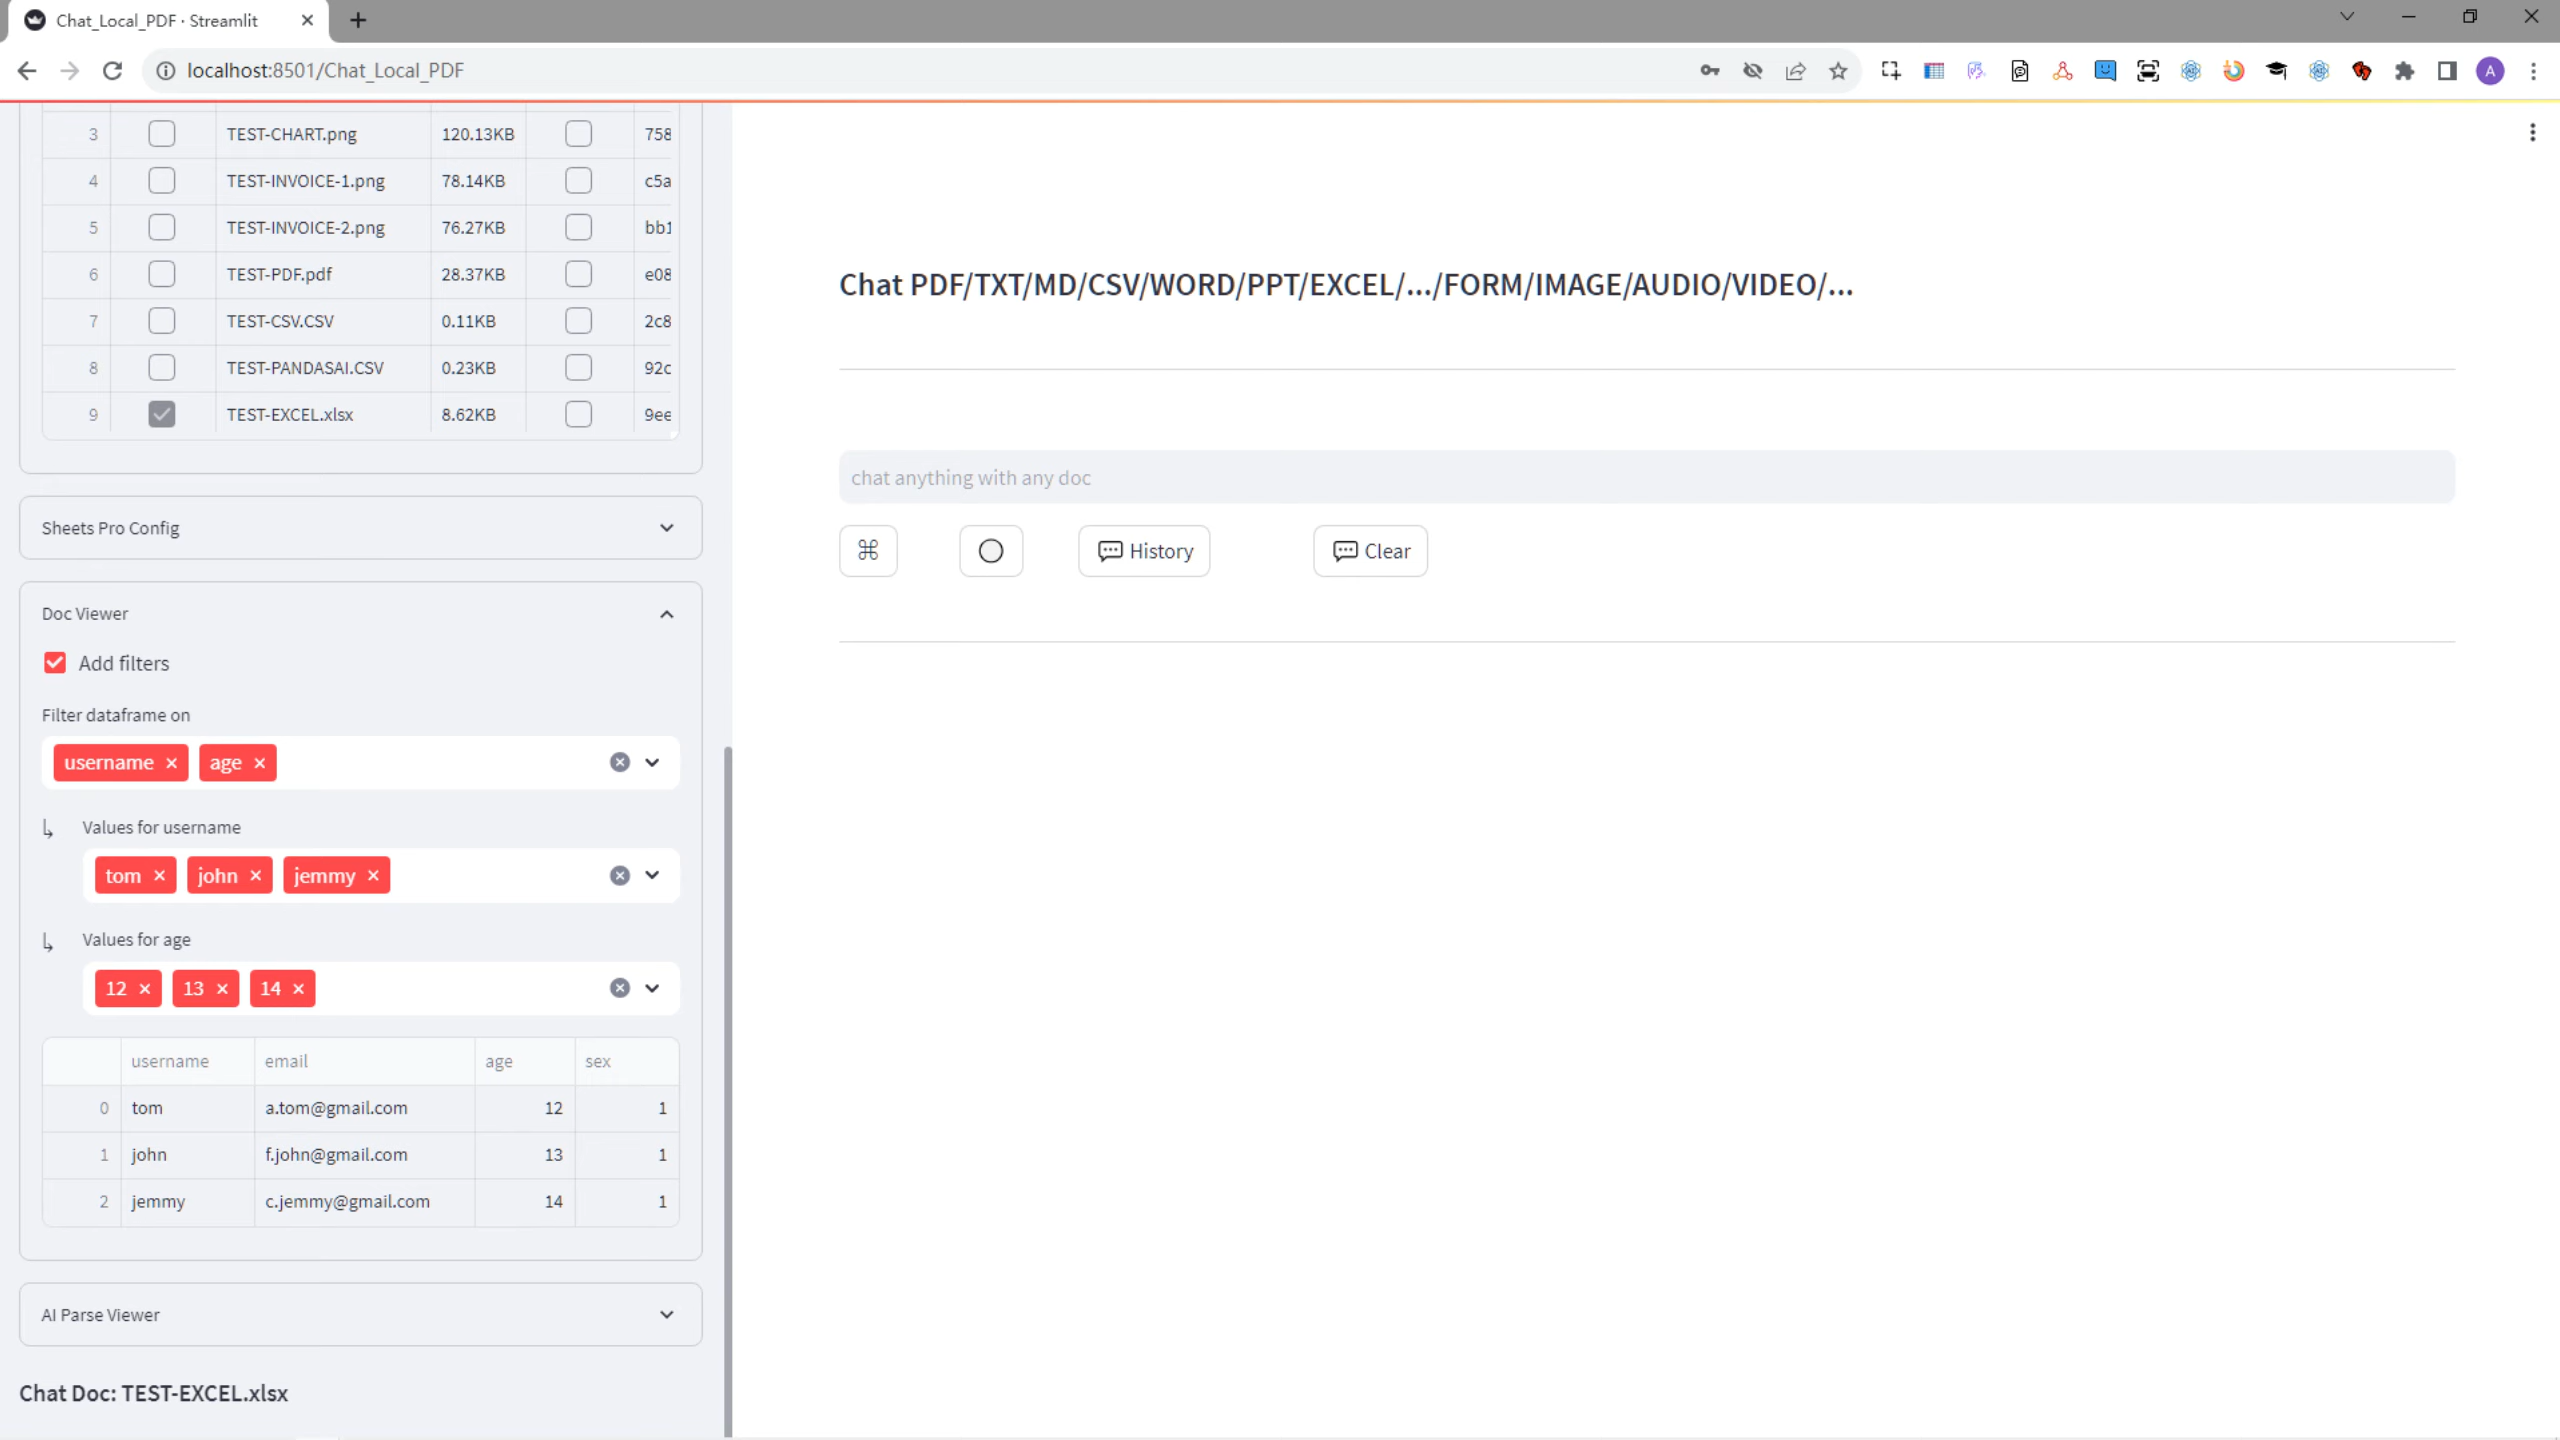 Chat_Local_PDF · Streamlit
localhost:8501/Chat_Local_PDF
A
3 TEST-CHART.png 120.13KB 758
4 TEST-INVOICE-1.png 78.14KB c5a
5 TEST-INVOICE-2.png 76.27KB bb1
6 TEST-PDF.pdf 28.37KB e08
7 TEST-CSV.CSV 0.11KB 2c8
8 TEST-PANDASAI.CSV 0.23KB 92c
9 TEST-EXCEL.xlsx 8.62KB 9ee
Sheets Pro Config
Doc Viewer
Add filters
Filter dataframe on
username × age ×
Values for username
tom × john × jemmy ×
Values for age
12 × 13 × 14 ×
username email age sex
0 tom a.tom@gmail.com 12 1
1 john f.john@gmail.com 13 1
2 jemmy c.jemmy@gmail.com 14 1
AI Parse Viewer
Chat Doc: TEST-EXCEL.xlsx
Chat PDF/TXT/MD/CSV/WORD/PPT/EXCEL/.../FORM/IMAGE/AUDIO/VIDEO/...
chat anything with any doc
⌘ History Clear